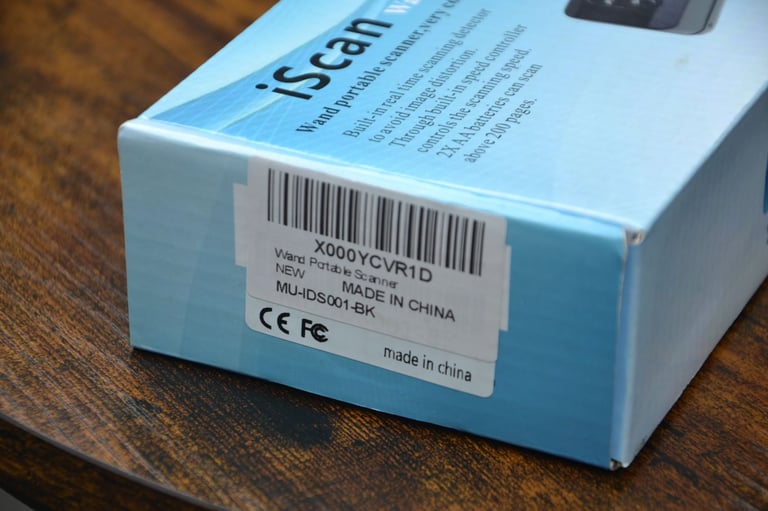 iScan
Wand portable scanner, very
Built-in real time scanning detector
to avoid image distortion.
Through built-in speed controller
controls the scanning speed.
2X AA batteries can scan
above 200 pages.
X000YCVR1D
Wand Portable Scanner
NEW MADE IN CHINA
MU-IDS001-BK
CE FC
made in china